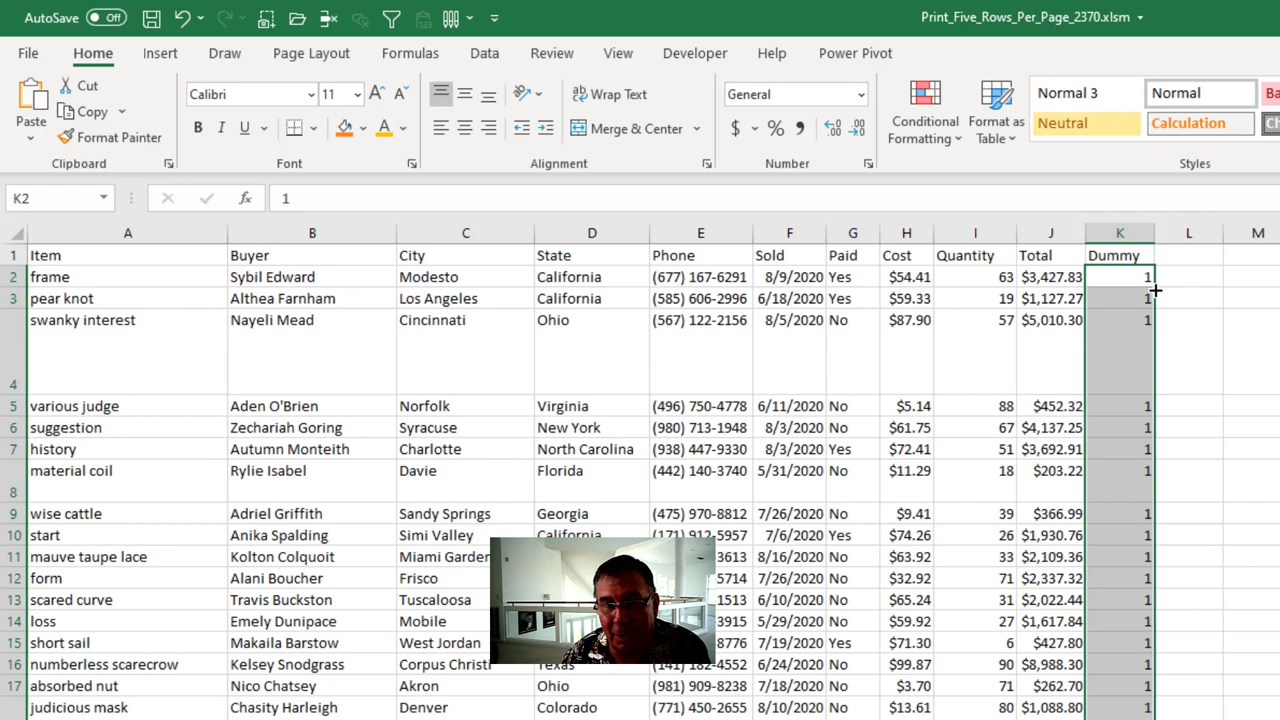 AutoSave Off Print_Five_Rows_Per_Page_2370.xlsm
File Home Insert Draw Page Layout Formulas Data Review View Developer Help Power Pivot
Paste Cut Calibri 11 Wrap Text General Conditional Formatting Format as Table Normal 3 Normal
Copy Merge & Center Neutral Calculation
Format Painter
Clipboard Font Alignment Number Styles
K2 fx 1
A B C D E F G H I J K L M
1 Item Buyer City State Phone Sold Paid Cost Quantity Total Dummy
2 frame Sybil Edward Modesto California (677) 167-6291 8/9/2020 Yes $54.41 63 $3,427.83 1
3 pear knot Althea Farnham Los Angeles California (585) 606-2996 6/18/2020 Yes $59.33 19 $1,127.27 1
4 swanky interest Nayeli Mead Cincinnati Ohio (567) 122-2156 8/5/2020 No $87.90 57 $5,010.30 1
5 various judge Aden O'Brien Norfolk Virginia (496) 750-4778 6/11/2020 No $5.14 88 $452.32 1
6 suggestion Zechariah Goring Syracuse New York (980) 713-1948 8/3/2020 No $61.75 67 $4,137.25 1
7 history Autumn Monteith Charlotte North Carolina (938) 447-9330 8/3/2020 Yes $72.41 51 $3,692.91 1
8 material coil Rylie Isabel Davie Florida (442) 140-3740 5/31/2020 No $11.29 18 $203.22 1
9 wise cattle Adriel Griffith Sandy Springs Georgia (475) 970-8812 7/26/2020 No $9.41 39 $366.99 1
10 start Anika Spalding Simi Valley California (171) 912-5957 7/6/2020 Yes $74.26 26 $1,930.76 1
11 mauve taupe lace Kolton Colquoit Miami Garden 3613 8/16/2020 No $63.92 33 $2,109.36 1
12 form Alani Boucher Frisco 5714 7/26/2020 No $32.92 71 $2,337.32 1
13 scared curve Travis Buckston Tuscaloosa 1513 6/10/2020 No $65.24 31 $2,022.44 1
14 loss Emely Dunipace Mobile 3915 5/29/2020 No $59.92 27 $1,617.84 1
15 short sail Makaila Barstow West Jordan 8776 7/19/2020 Yes $71.30 6 $427.80 1
16 numberless scarecrow Kelsey Snodgrass Corpus Christi Texas (141) 182-4552 6/24/2020 No $99.87 90 $8,988.30 1
17 absorbed nut Nico Chatsey Akron Ohio (981) 909-8238 7/18/2020 No $3.70 71 $262.70 1
judicious mask Chasity Harleigh Denver Colorado (771) 450-2655 8/10/2020 No $13.61 80 $1,088.80 1